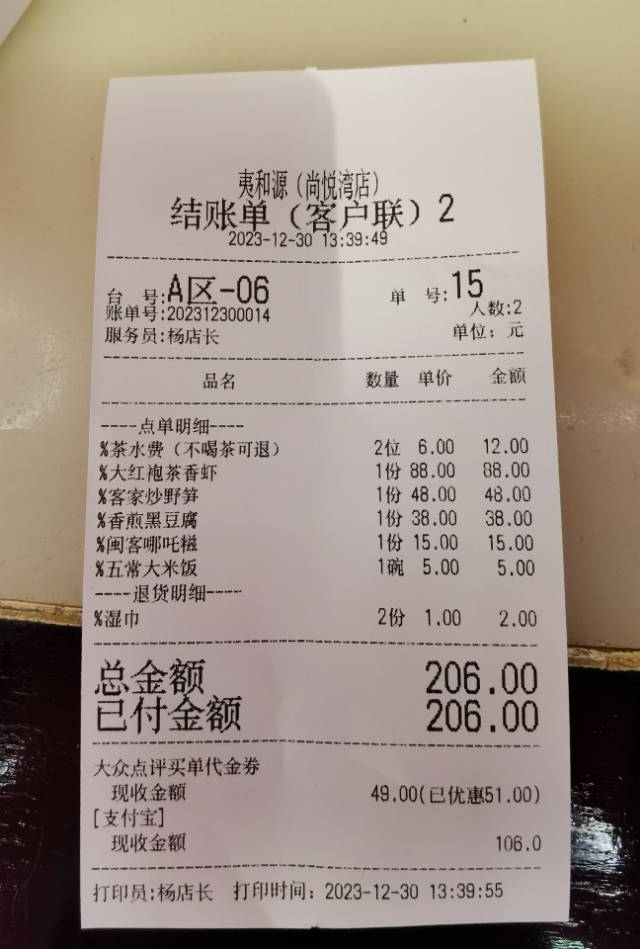 夷和源（尚悦湾店）
结账单（客户联）2
2023-12-30 13:39:49
台 号:A区-06 单 号:15
账单号:202312300014 人数:2
服务员:杨店长 单位：元
品名 数量 单价 金额
----点单明细----
%茶水费（不喝茶可退） 2位 6.00 12.00
%大红袍茶香虾 1份 88.00 88.00
%客家炒野笋 1份 48.00 48.00
%香煎黑豆腐 1份 38.00 38.00
%闽客哪吒糍 1份 15.00 15.00
%五常大米饭 1碗 5.00 5.00
----退货明细----
%湿巾 2份 1.00 2.00
总金额 206.00
已付金额 206.00
大众点评买单代金券
现收金额 49.00(已优惠51.00)
[支付宝]
现收金额 106.0
打印员:杨店长 打印时间：2023-12-30 13:39:55